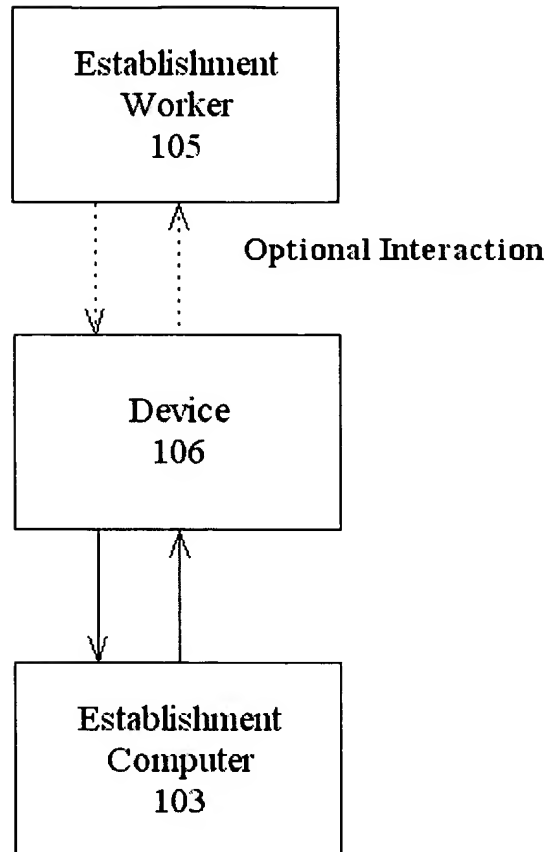 Establishment
Worker
105
Optional Interaction
Device
106
Establishment
Computer
103